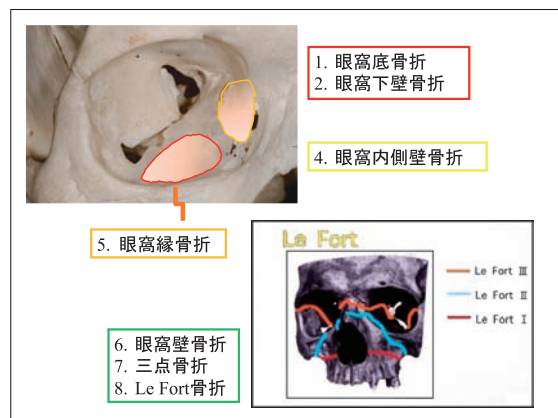 1. 眼窩底骨折
2. 眼窩下壁骨折
4. 眼窩内側壁骨折
5. 眼窩縁骨折
Le Fort
Le Fort Ⅲ
Le Fort Ⅱ
Le Fort Ⅰ
6. 眼窩壁骨折
7. 三点骨折
8. Le Fort骨折